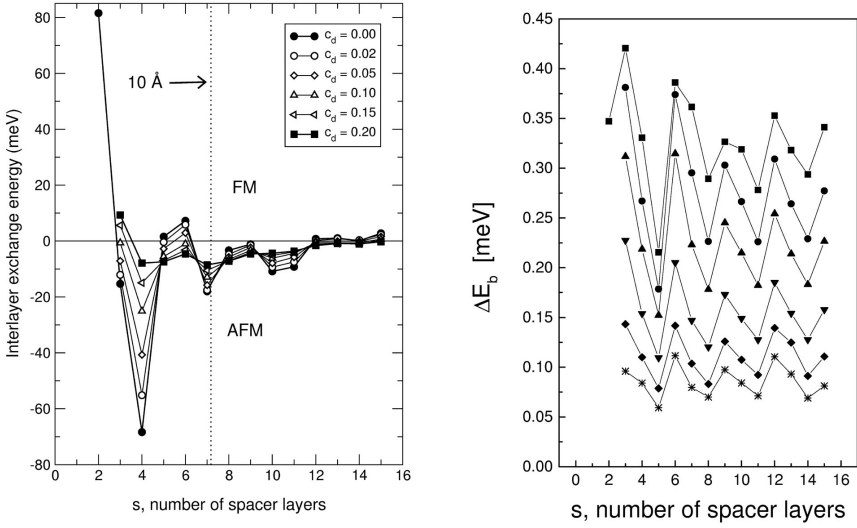 80
60
40
20
0
-20
-40
-60
-80
0 2 4 6 8 10 12 14 16
Interlayer exchange energy (meV)
s, number of spacer layers
10 Å
c_d = 0.00
c_d = 0.02
c_d = 0.05
c_d = 0.10
c_d = 0.15
c_d = 0.20
FM
AFM
0.45
0.40
0.35
0.30
0.25
0.20
0.15
0.10
0.05
0.00
0 2 4 6 8 10 12 14 16
ΔE_b [meV]
s, number of spacer layers